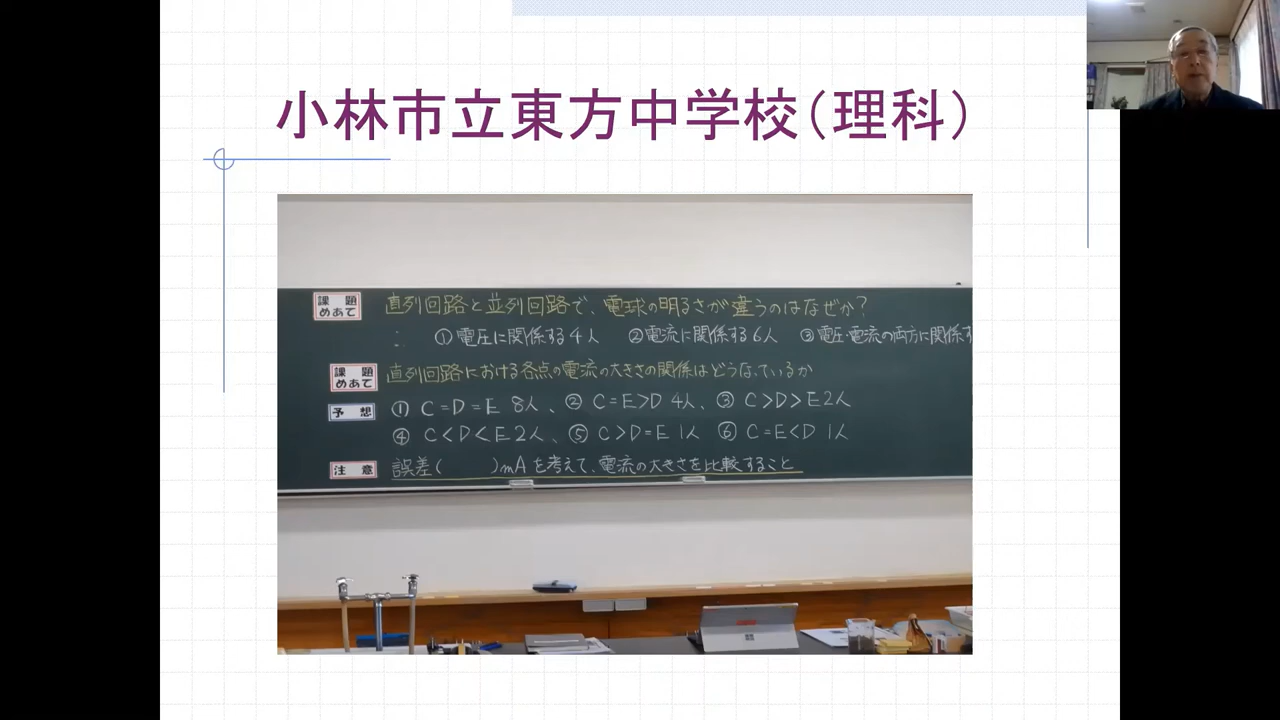 小林市立東方中学校(理科)
課題 めあて 直列回路と並列回路で、電球の明るさが違うのはなぜか?
: ①電圧に関係する4人 ②電流に関係する6人 ③電圧・電流の両方に関係す
課題 めあて 直列回路における各点の電流の大きさの関係はどうなっているか
予想 ① C=D=E 8人、② C=E>D 4人、③ C>D>E 2人
④ C<D<E 2人、⑤ C>D=E 1人 ⑥ C=E<D 1人
注意 誤差( )mAを考えて、電流の大きさを比較すること